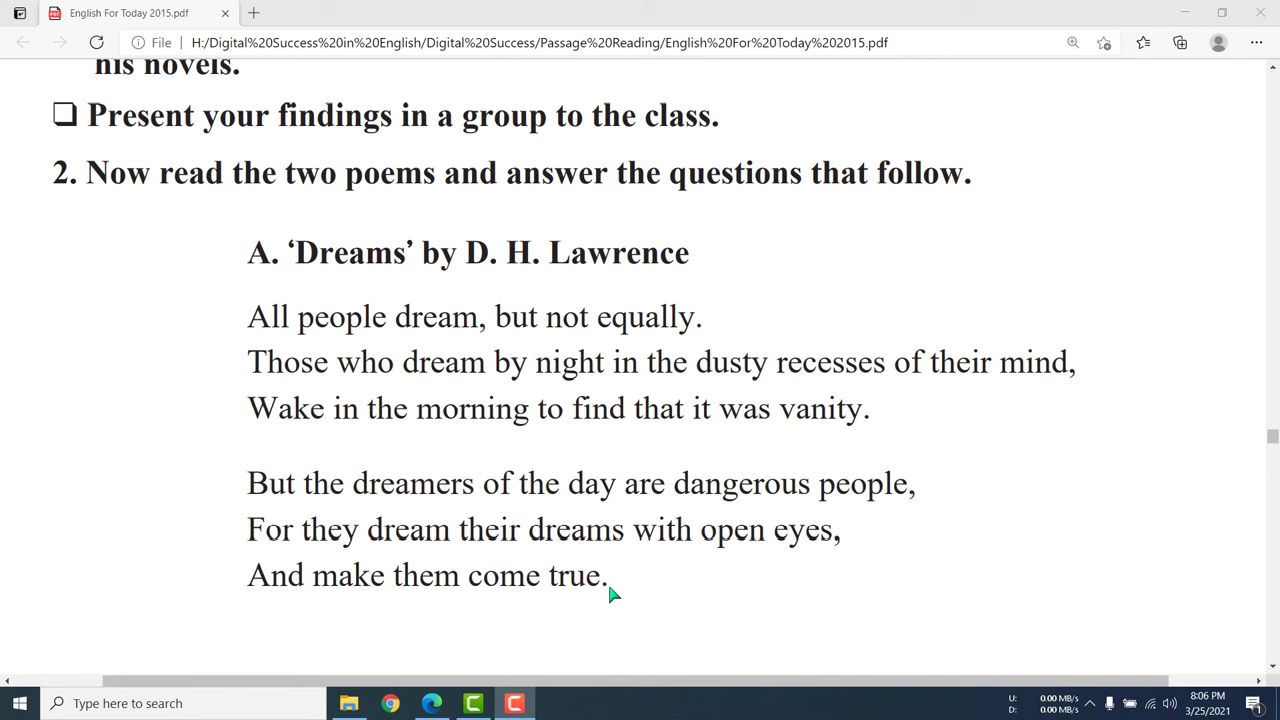 English For Today 2015.pdf
File
H:/Digital%20Success%20in%20English/Digital%20Success/Passage%20Reading/English%20For%20Today%202015.pdf
his novels.
❑ Present your findings in a group to the class.
2. Now read the two poems and answer the questions that follow.
A. ‘Dreams’ by D. H. Lawrence
All people dream, but not equally.
Those who dream by night in the dusty recesses of their mind,
Wake in the morning to find that it was vanity.
But the dreamers of the day are dangerous people,
For they dream their dreams with open eyes,
And make them come true.
Type here to search
U: 0.00 MB/s
D: 0.00 MB/s
8:06 PM
3/25/2021
1